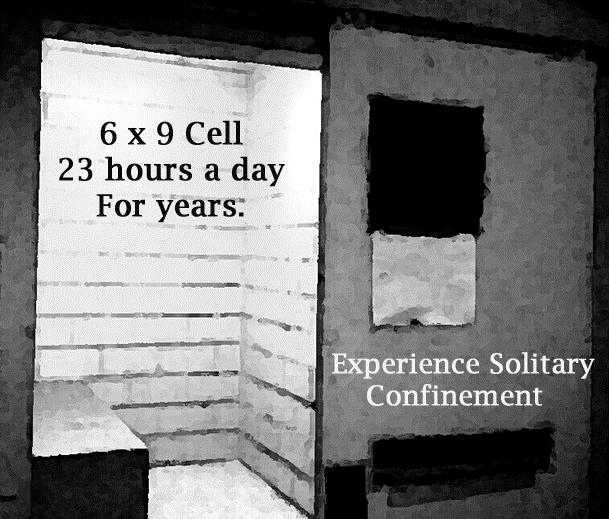 6 x 9 Cell
23 hours a day
For years.
Experience Solitary
Confinement